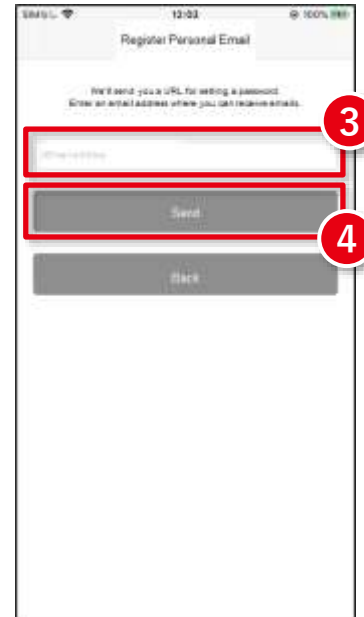 12:03 100%
Register Personal Email
We'll send you a URL for setting a password.
Enter an email address where you can receive emails.
3
Send
4
Back